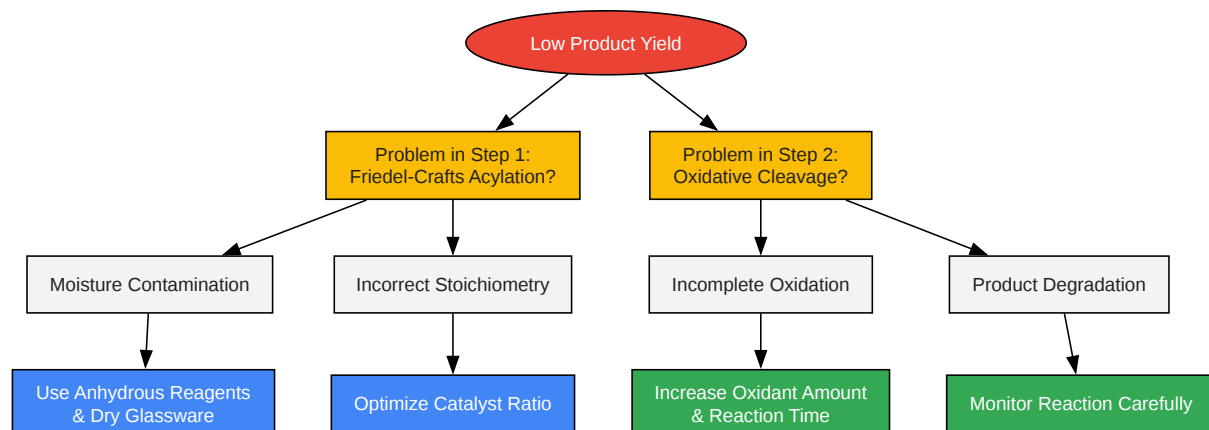 Low Product Yield
Problem in Step 1:
Friedel-Crafts Acylation?
Problem in Step 2:
Oxidative Cleavage?
Moisture Contamination
Incorrect Stoichiometry
Incomplete Oxidation
Product Degradation
Use Anhydrous Reagents
& Dry Glassware
Optimize Catalyst Ratio
Increase Oxidant Amount
& Reaction Time
Monitor Reaction Carefully